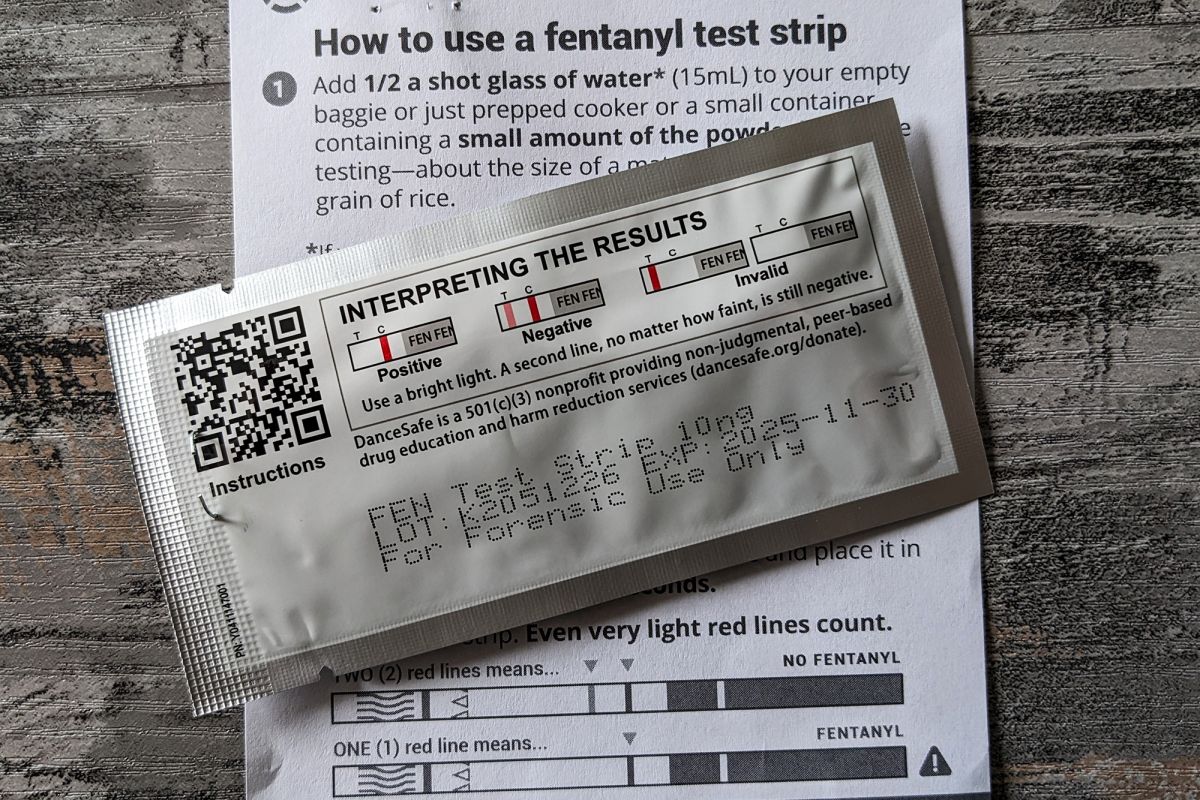 How to use a fentanyl test strip
1 Add 1/2 a shot glass of water* (15mL) to your empty
baggie or just prepped cooker or a small container
containing a small amount of the
testing—about the size of a
grain of rice.
INTERPRETING THE RESULTS
T C FEN FEN
Positive
T C FEN FEN
Negative
T C FEN FEN
T C FEN FEN
Invalid
Use a bright light. A second line, no matter how faint, is still negative.
DanceSafe is a 501(c)(3) nonprofit providing non-judgmental, peer-based
drug education and harm reduction services (dancesafe.org/donate).
Instructions
FEN Test Strip 10ng
LOT:K2051226 EXP:2025-11-30
For Forensic Use Only
and place it in
strip. Even very light red lines count.
TWO (2) red lines means...
NO FENTANYL
ONE (1) red line means...
FENTANYL